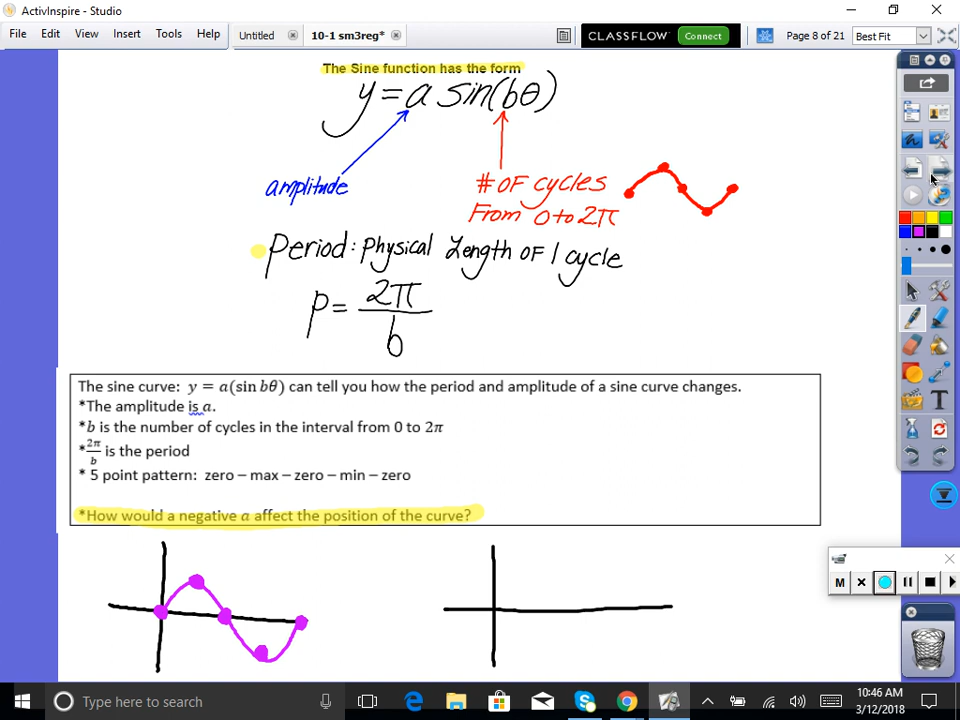 ActivInspire - Studio
File Edit View Insert Tools Help Untitled 10-1 sm3reg* CLASSFLOW Connect Page 8 of 21 Best Fit
The Sine function has the form
y = a sin(bθ)
amplitude
# OF cycles
From 0 to 2π
Period: Physical Length OF 1 cycle
P = 2π/b
The sine curve: y = a(sin bθ) can tell you how the period and amplitude of a sine curve changes.
*The amplitude is a.
*b is the number of cycles in the interval from 0 to 2π
*2π/b is the period
* 5 point pattern: zero – max – zero – min – zero
*How would a negative a affect the position of the curve?
M
Type here to search
10:46 AM
3/12/2018